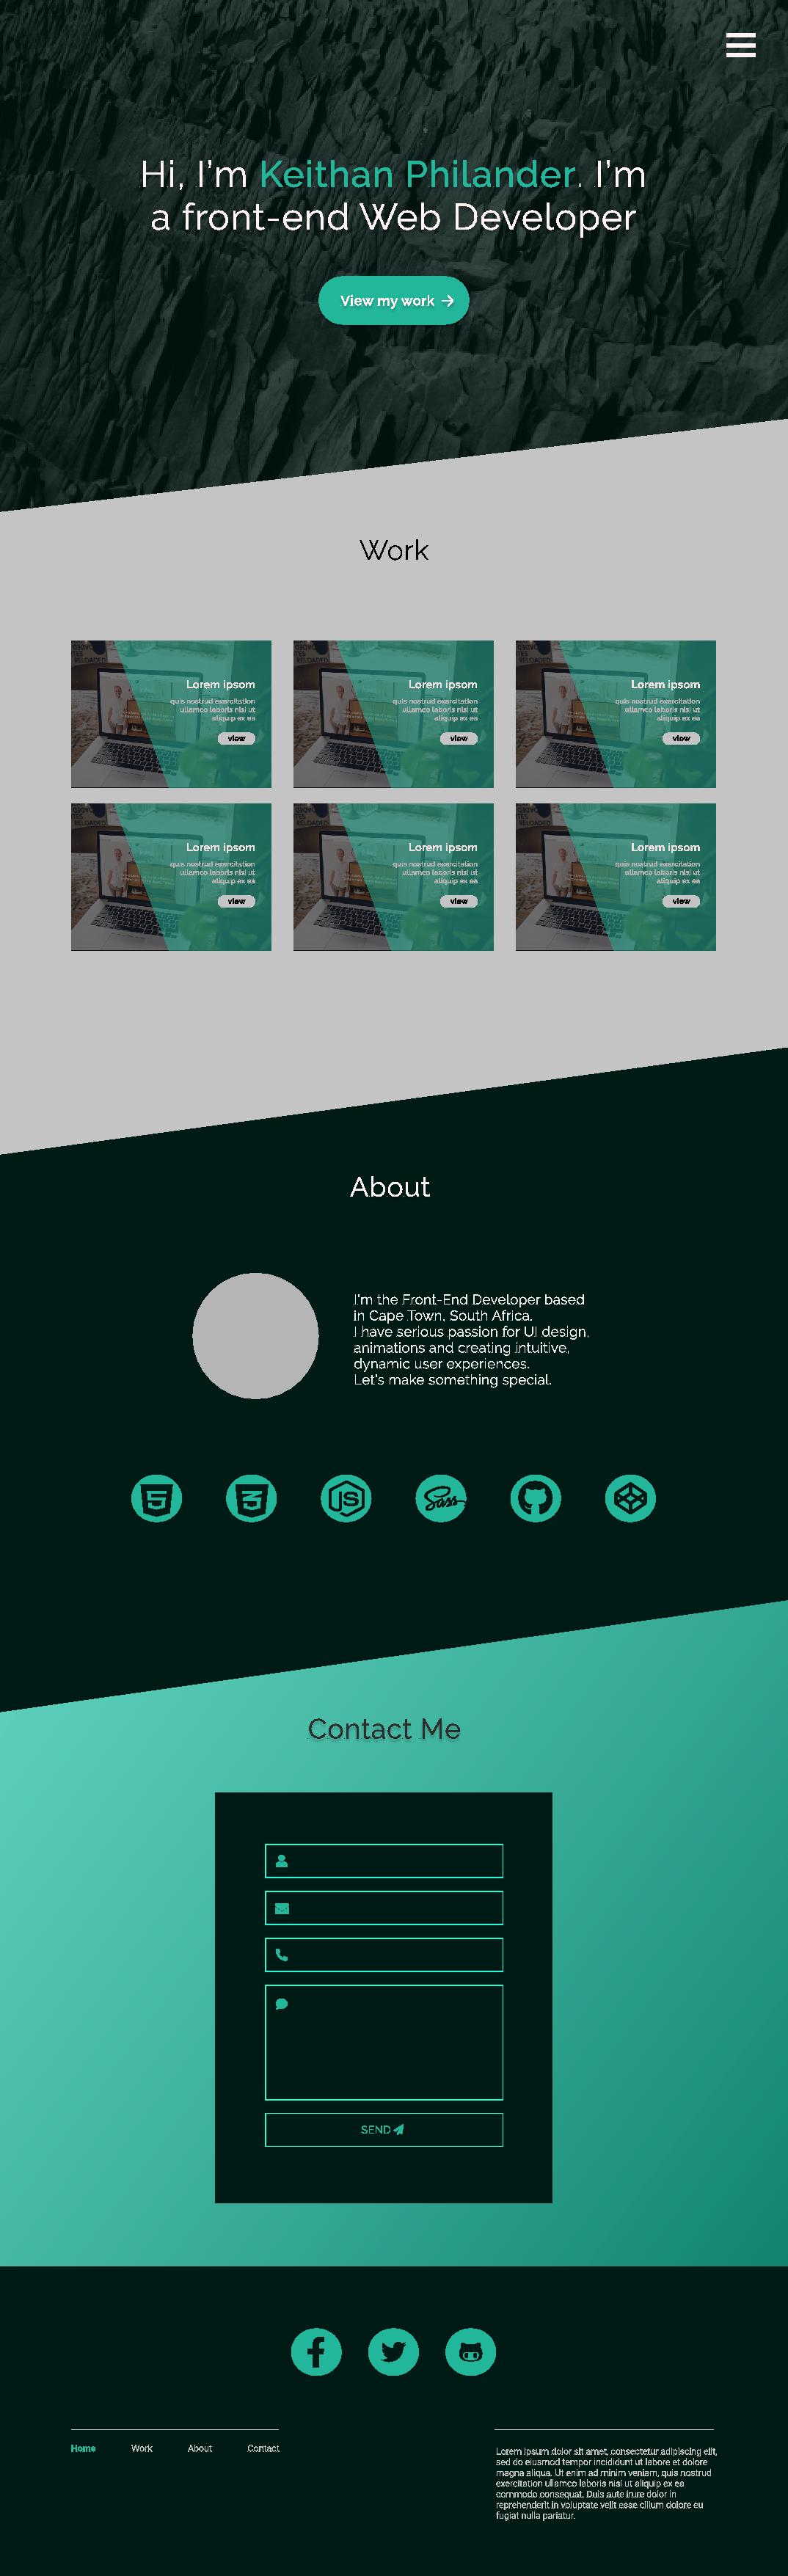 Hi, I'm Keithan Philander. I'm
a front-end Web Developer
View my work
Work
Lorem ipsum
quis nostrud exercitation
ullamco laboris nisi ut
aliquip ex ea
view
Lorem ipsum
quis nostrud exercitation
ullamco laboris nisi ut
aliquip ex ea
view
Lorem ipsum
quis nostrud exercitation
ullamco laboris nisi ut
aliquip ex ea
view
Lorem ipsum
quis nostrud exercitation
ullamco laboris nisi ut
aliquip ex ea
view
Lorem ipsum
quis nostrud exercitation
ullamco laboris nisi ut
aliquip ex ea
view
Lorem ipsum
quis nostrud exercitation
ullamco laboris nisi ut
aliquip ex ea
view
About
I'm the Front-End Developer based
in Cape Town, South Africa.
I have serious passion for UI design,
animations and creating intuitive,
dynamic user experiences.
Let's make something special.
JS
Sass
Contact Me
SEND
Home Work About Contact
Lorem ipsum dolor sit amet, consectetur adipiscing elit,
sed do eiusmod tempor incididunt ut labore et dolore
magna aliqua. Ut enim ad minim veniam, quis nostrud
exercitation ullamco laboris nisi ut aliquip ex ea
commodo consequat. Duis aute irure dolor in
reprehenderit in voluptate velit esse cillum dolore eu
fugiat nulla pariatur.